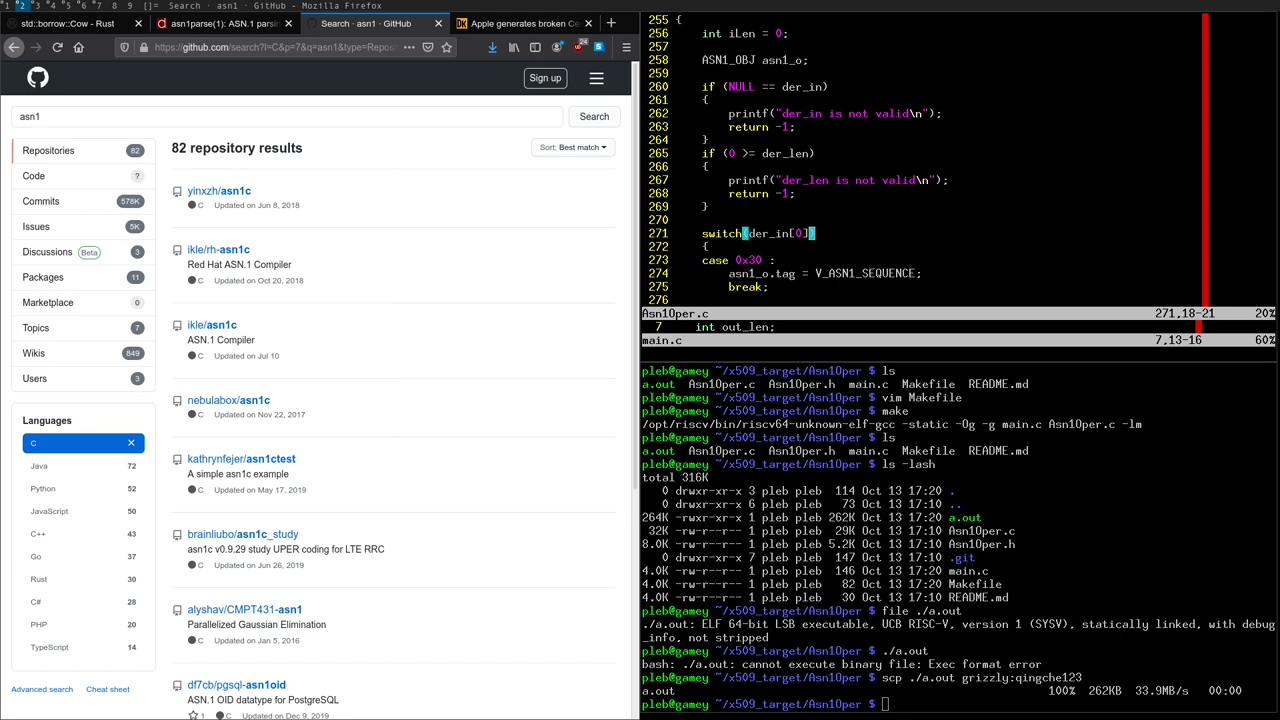 1 2 3 4 5 6 7 8 9 []= Search · asn1 · GitHub - Mozilla Firefox
std::borrow::Cow - Rust
asn1parse(1): ASN.1 parsin
Search · asn1 · GitHub
Apple generates broken Ce
https://github.com/search?l=C&p=7&q=asn1&type=Repos
24
Sign up
asn1
Search
Repositories 82
Code ?
Commits 578K
Issues 5K
Discussions Beta 3
Packages 11
Marketplace 0
Topics 7
Wikis 849
Users 3
Languages
C
Java 72
Python 52
JavaScript 50
C++ 43
Go 37
Rust 30
C# 28
PHP 20
TypeScript 14
Advanced search Cheat sheet
82 repository results
Sort: Best match
yinxzh/asn1c
C Updated on Jun 8, 2018
ikle/rh-asn1c
Red Hat ASN.1 Compiler
C Updated on Oct 20, 2018
ikle/asn1c
ASN.1 Compiler
C Updated on Jul 10
nebulabox/asn1c
C Updated on Nov 22, 2017
kathrynfejer/asn1ctest
A simple asn1c example
C Updated on May 17, 2019
brainliubo/asn1c_study
asn1c v0.9.29 study UPER coding for LTE RRC
C Updated on Jun 26, 2019
alyshav/CMPT431-asn1
Parallelized Gaussian Elimination
C Updated on Jan 5, 2016
df7cb/pgsql-asn1oid
ASN.1 OID datatype for PostgreSQL
1 C Updated on Dec 9, 2019
255 {
256 int iLen = 0;
257
258 ASN1_OBJ asn1_o;
259
260 if (NULL == der_in)
261 {
262 printf("der_in is not valid\n");
263 return -1;
264 }
265 if (0 >= der_len)
266 {
267 printf("der_len is not valid\n");
268 return -1;
269 }
270
271 switch(der_in[0])
272 {
273 case 0x30 :
274 asn1_o.tag = V_ASN1_SEQUENCE;
275 break;
276
Asn1Oper.c 271,18-21 20%
7 int out_len;
main.c 7,13-16 60%
pleb@gamey ~/x509_target/Asn1Oper $ ls
a.out Asn1Oper.c Asn1Oper.h main.c Makefile README.md
pleb@gamey ~/x509_target/Asn1Oper $ vim Makefile
pleb@gamey ~/x509_target/Asn1Oper $ make
/opt/riscv/bin/riscv64-unknown-elf-gcc -static -Og -g main.c Asn1Oper.c -lm
pleb@gamey ~/x509_target/Asn1Oper $ ls
a.out Asn1Oper.c Asn1Oper.h main.c Makefile README.md
pleb@gamey ~/x509_target/Asn1Oper $ ls -lash
total 316K
0 drwxr-xr-x 3 pleb pleb 114 Oct 13 17:20 .
0 drwxr-xr-x 6 pleb pleb 73 Oct 13 17:10 ..
264K -rwxr-xr-x 1 pleb pleb 262K Oct 13 17:20 a.out
32K -rw-r--r-- 1 pleb pleb 29K Oct 13 17:10 Asn1Oper.c
8.0K -rw-r--r-- 1 pleb pleb 5.2K Oct 13 17:10 Asn1Oper.h
0 drwxr-xr-x 7 pleb pleb 147 Oct 13 17:10 .git
4.0K -rw-r--r-- 1 pleb pleb 146 Oct 13 17:20 main.c
4.0K -rw-r--r-- 1 pleb pleb 82 Oct 13 17:20 Makefile
4.0K -rw-r--r-- 1 pleb pleb 30 Oct 13 17:10 README.md
pleb@gamey ~/x509_target/Asn1Oper $ file ./a.out
./a.out: ELF 64-bit LSB executable, UCB RISC-V, version 1 (SYSV), statically linked, with debug
_info, not stripped
pleb@gamey ~/x509_target/Asn1Oper $ ./a.out
bash: ./a.out: cannot execute binary file: Exec format error
pleb@gamey ~/x509_target/Asn1Oper $ scp ./a.out grizzly:qingche123
a.out 100% 262KB 33.9MB/s 00:00
pleb@gamey ~/x509_target/Asn1Oper $